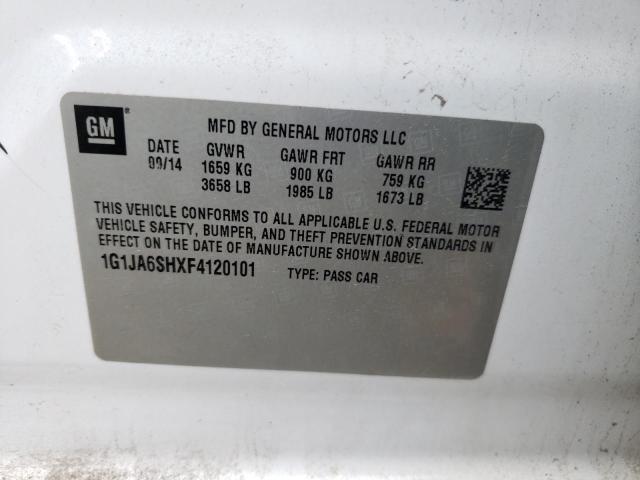 GM®
MFD BY GENERAL MOTORS LLC
DATE GVWR GAWR FRT GAWR RR
09/14 1659 KG 900 KG 759 KG
3658 LB 1985 LB 1673 LB
THIS VEHICLE CONFORMS TO ALL APPLICABLE U.S. FEDERAL MOTOR
VEHICLE SAFETY, BUMPER, AND THEFT PREVENTION STANDARDS IN
EFFECT ON THE DATE OF MANUFACTURE SHOWN ABOVE.
1G1JA6SHXF4120101 TYPE: PASS CAR